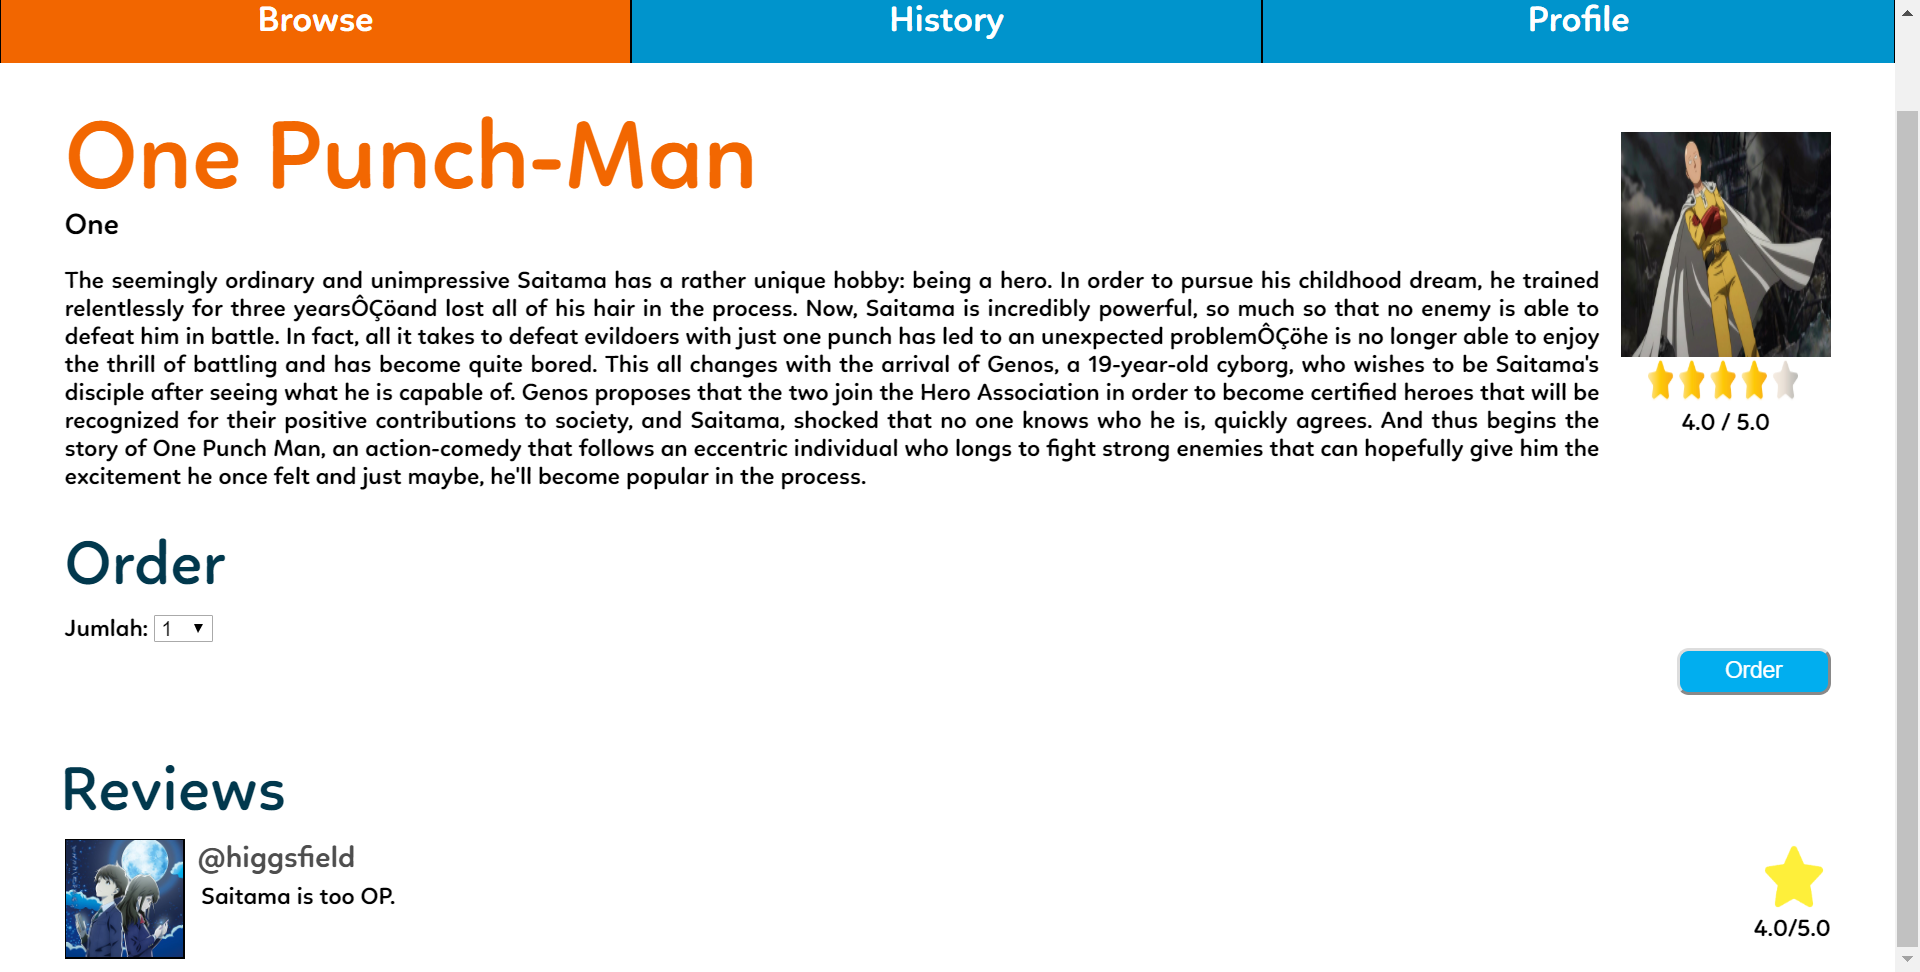 Browse
History
Profile
One Punch-Man
One
The seemingly ordinary and unimpressive Saitama has a rather unique hobby: being a hero. In order to pursue his childhood dream, he trained
relentlessly for three yearsÔÇöand lost all of his hair in the process. Now, Saitama is incredibly powerful, so much so that no enemy is able to
defeat him in battle. In fact, all it takes to defeat evildoers with just one punch has led to an unexpected problemÔÇöhe is no longer able to enjoy
the thrill of battling and has become quite bored. This all changes with the arrival of Genos, a 19-year-old cyborg, who wishes to be Saitama's
disciple after seeing what he is capable of. Genos proposes that the two join the Hero Association in order to become certified heroes that will be
recognized for their positive contributions to society, and Saitama, shocked that no one knows who he is, quickly agrees. And thus begins the
story of One Punch Man, an action-comedy that follows an eccentric individual who longs to fight strong enemies that can hopefully give him the
excitement he once felt and just maybe, he'll become popular in the process.
4.0 / 5.0
Order
Jumlah: 1
Order
Reviews
@higgsfield
Saitama is too OP.
4.0/5.0